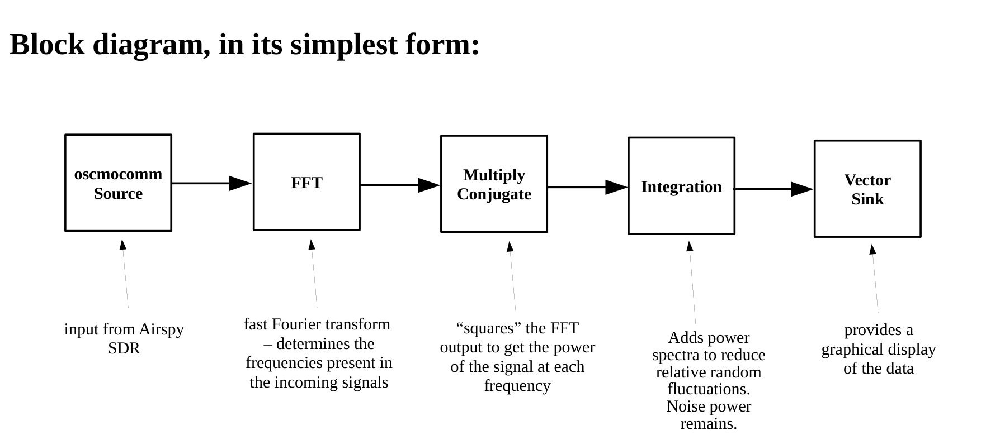 Block diagram, in its simplest form:
oscmocomm
Source
FFT
Multiply
Conjugate
Integration
Vector
Sink
input from Airspy
SDR
fast Fourier transform
– determines the
frequencies present in
the incoming signals
“squares” the FFT
output to get the power
of the signal at each
frequency
Adds power
spectra to reduce
relative random
fluctuations.
Noise power
remains.
provides a
graphical display
of the data